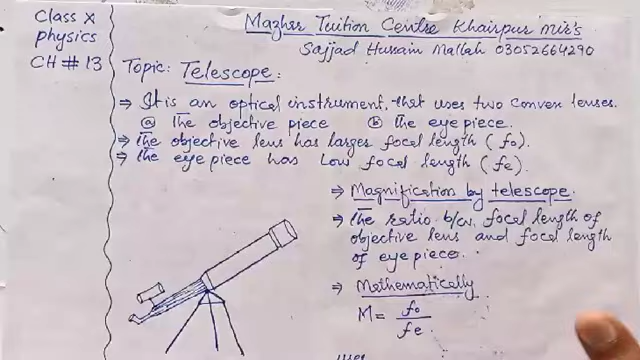 Class X
physics
CH # 13
Mazher Tuition Centre Khairpur mir's
Sajjad Hussain Mallah 03052664290
Topic: Telescope:
⇒ It is an optical instrument that uses two convex lenses.
ⓐ The objective piece ⓑ The eye piece.
⇒ The objective lens has larger focal length (fo).
⇒ The eye piece has Low focal length (fe).
⇒ Magnification by telescope.
⇒ The ratio b/w focal length of
objective lens and focal length
of eye piece.
⇒ Mathematically
M = fo
fe
uses